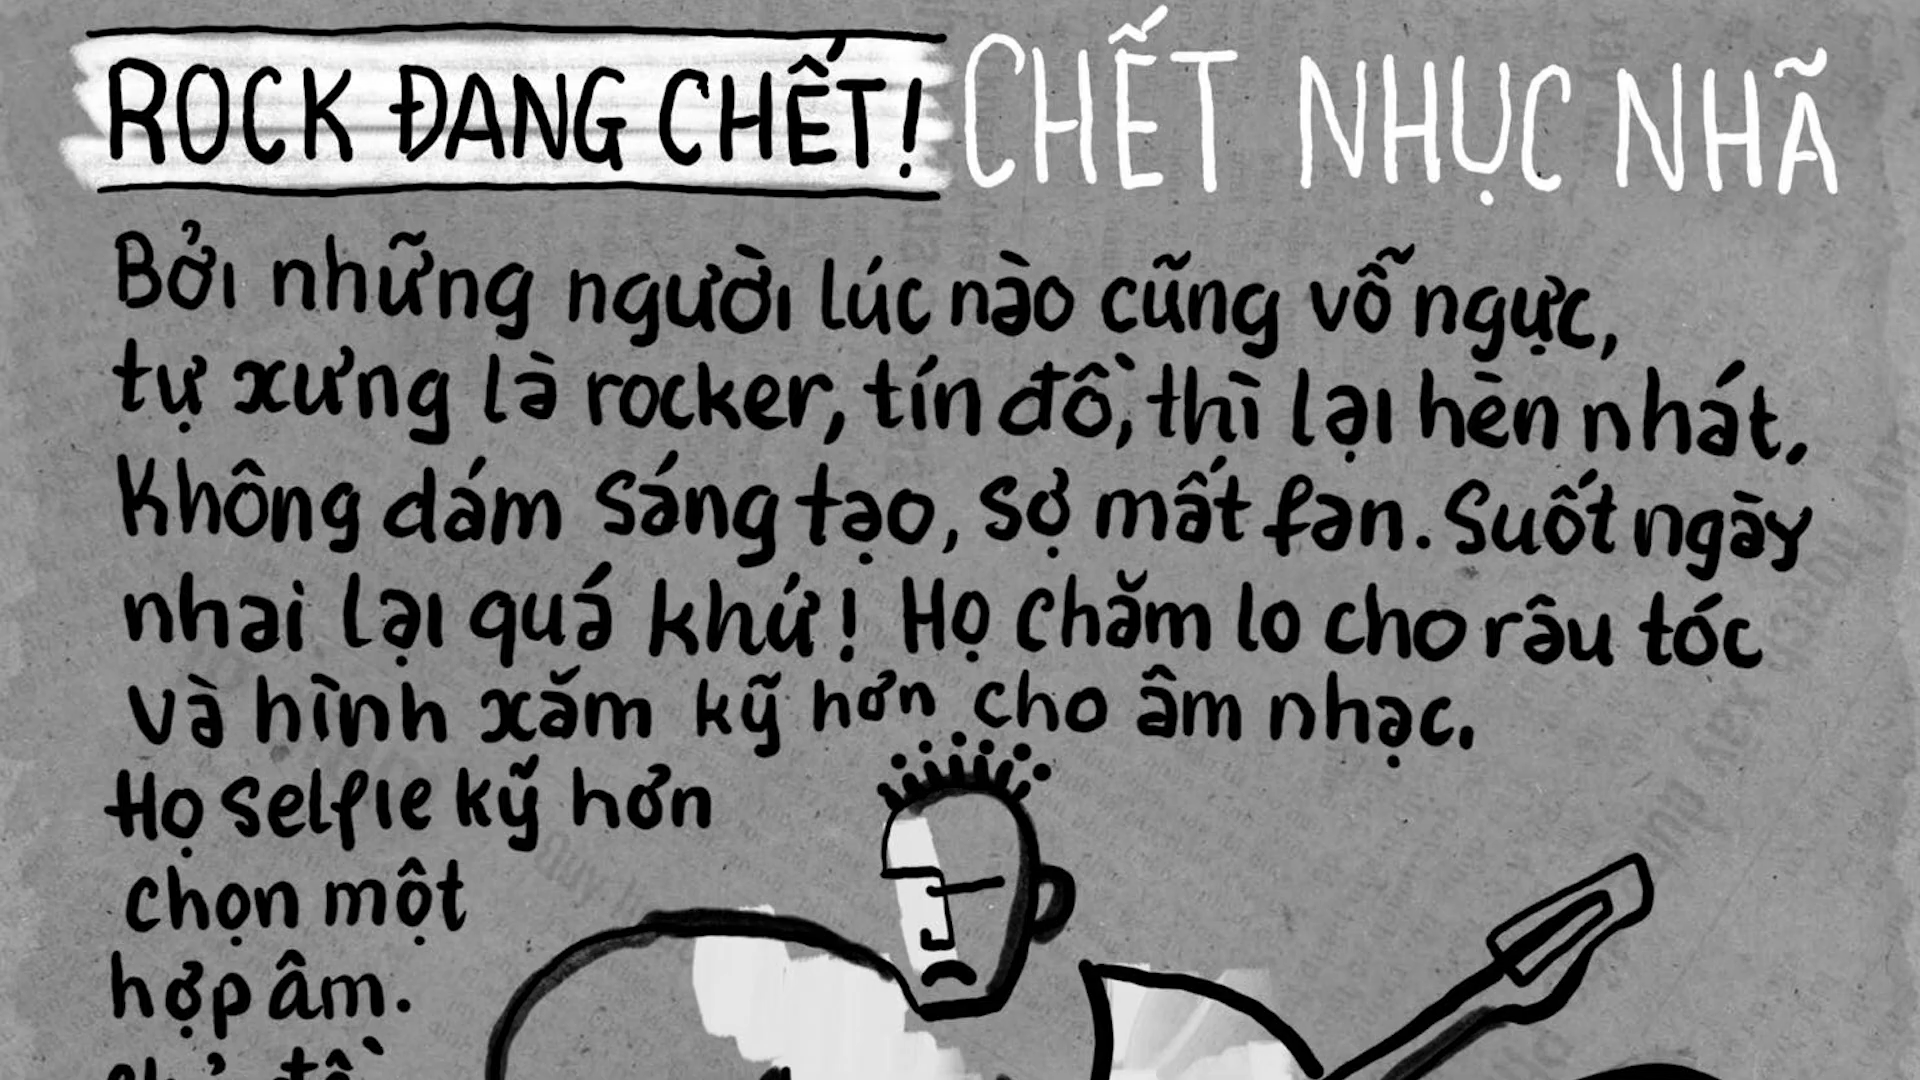 ROCK ĐANG CHẾT! CHẾT NHỤC NHÃ
Bởi những người lúc nào cũng vỗ ngực,
tự xưng là rocker, tín đồ, thì lại hèn nhát.
Không dám sáng tạo, sợ mất fan. Suốt ngày
nhai lại quá khứ! Họ chăm lo cho râu tóc
và hình xăm kỹ hơn cho âm nhạc.
Họ selfie kỹ hơn
chọn một
hợp âm.